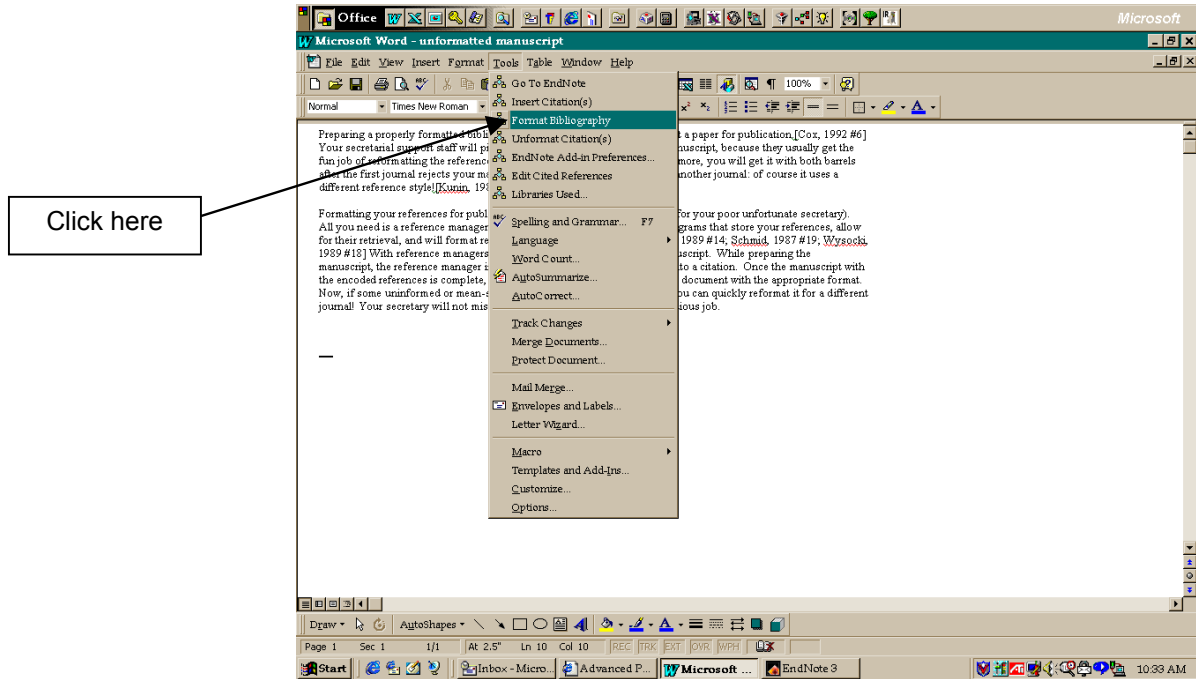 Office
Microsoft
Microsoft Word - unformatted manuscript
File Edit View Insert Format Tools Table Window Help
100%
Normal Times New Roman
Go To EndNote
Insert Citation(s)
Format Bibliography
Unformat Citation(s)
EndNote Add-in Preferences...
Edit Cited References
Libraries Used...
Spelling and Grammar... F7
Language
Word Count...
AutoSummarize...
AutoCorrect...
Track Changes
Merge Documents...
Protect Document...
Mail Merge...
Envelopes and Labels...
Letter Wizard...
Macro
Templates and Add-Ins...
Customize...
Options...
Click here
Preparing a properly formatted bibli t a paper for publication,[Cox, 1992 #6]
Your secretarial support staff will pr nuscript, because they usually get the
fun job of reformatting the reference more, you will get it with both barrels
after the first journal rejects your ma nother journal: of course it uses a
different reference style![Kunin, 198
Formatting your references for publ for your poor unfortunate secretary).
All you need is a reference manager grams that store your references, allow
for their retrieval, and will format re 1989 #14; Schmid, 1987 #19; Wysocki,
1989 #18] With reference managers uscript. While preparing the
manuscript, the reference manager i to a citation. Once the manuscript with
the encoded references is complete, document with the appropriate format.
Now, if some uninformed or mean-s ou can quickly reformat it for a different
journal! Your secretary will not mis ious job.
Draw AutoShapes
Page 1 Sec 1 1/1 At 2.5" Ln 10 Col 10 REC TRK EXT OVR WPH
Start Inbox - Micro... Advanced P... Microsoft ... EndNote 3 10:33 AM